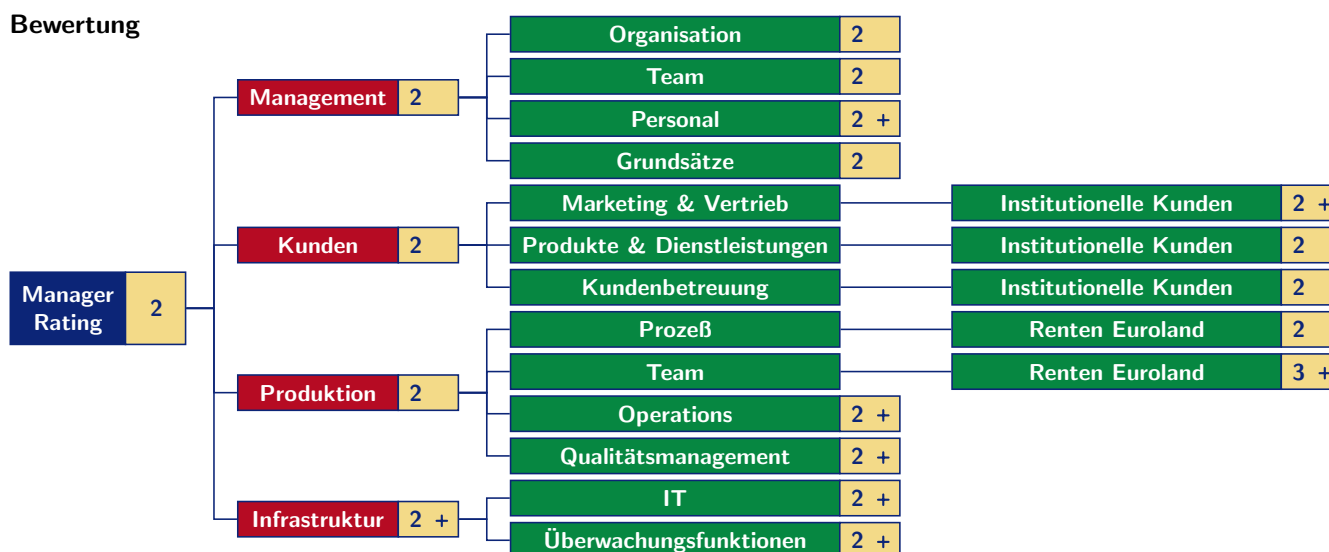 Bewertung
Organisation 2
Team 2
Management 2
Personal 2 +
Grundsätze 2
Marketing & Vertrieb Institutionelle Kunden 2 +
Kunden 2 Produkte & Dienstleistungen Institutionelle Kunden 2
Kundenbetreuung Institutionelle Kunden 2
Manager
Rating
2
Prozeß Renten Euroland 2
Team Renten Euroland 3 +
Produktion 2
Operations 2 +
Qualitätsmanagement 2 +
IT 2 +
Infrastruktur 2 +
Überwachungsfunktionen 2 +